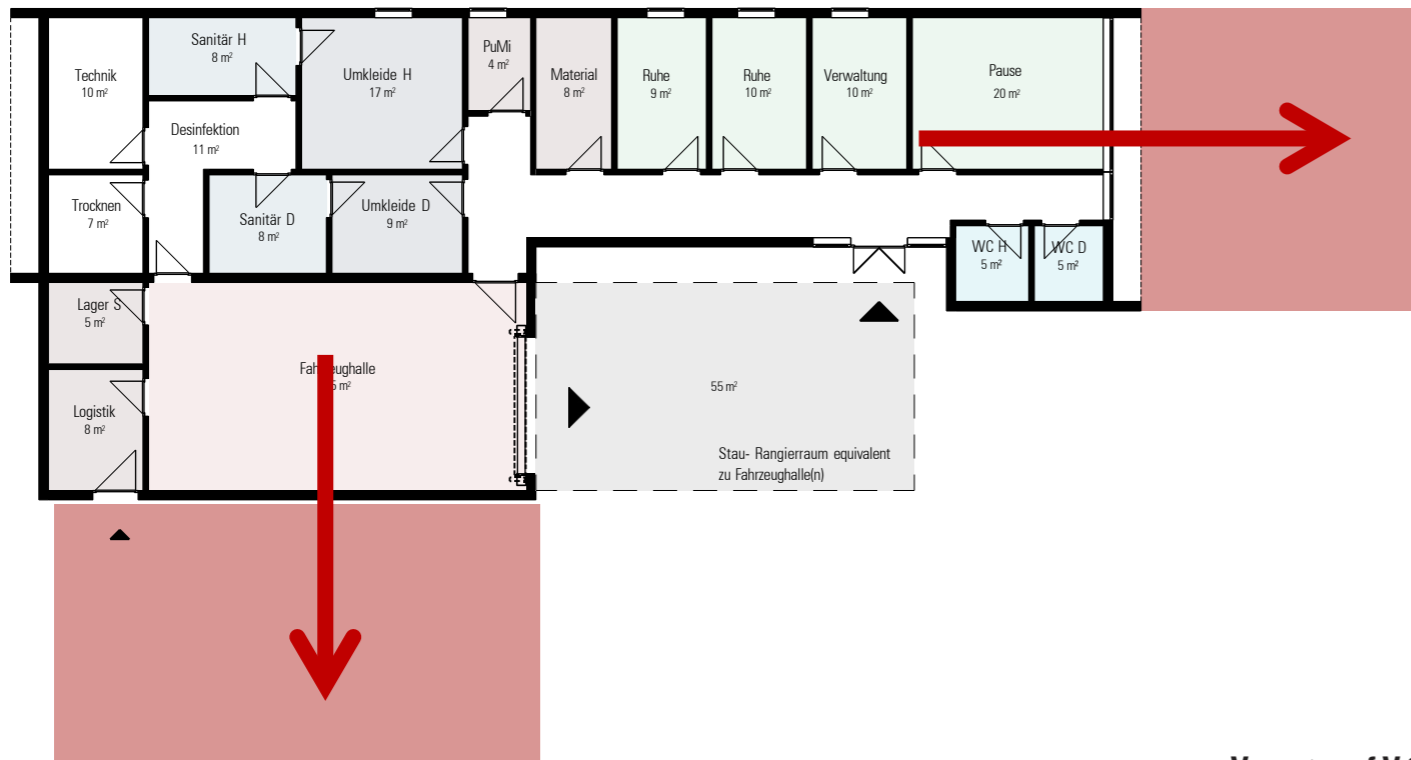 Technik
10 m²
Sanitär H
8 m²
Umkleide H
17 m²
PuMi
4 m²
Material
8 m²
Ruhe
9 m²
Ruhe
10 m²
Verwaltung
10 m²
Pause
20 m²
Desinfektion
11 m²
Trocknen
7 m²
Sanitär D
8 m²
Umkleide D
9 m²
WC H
5 m²
WC D
5 m²
Lager S
5 m²
Fahrzeughalle
5 m²
Logistik
8 m²
55 m²
Stau- Rangierraum equivalent
zu Fahrzeughalle(n)